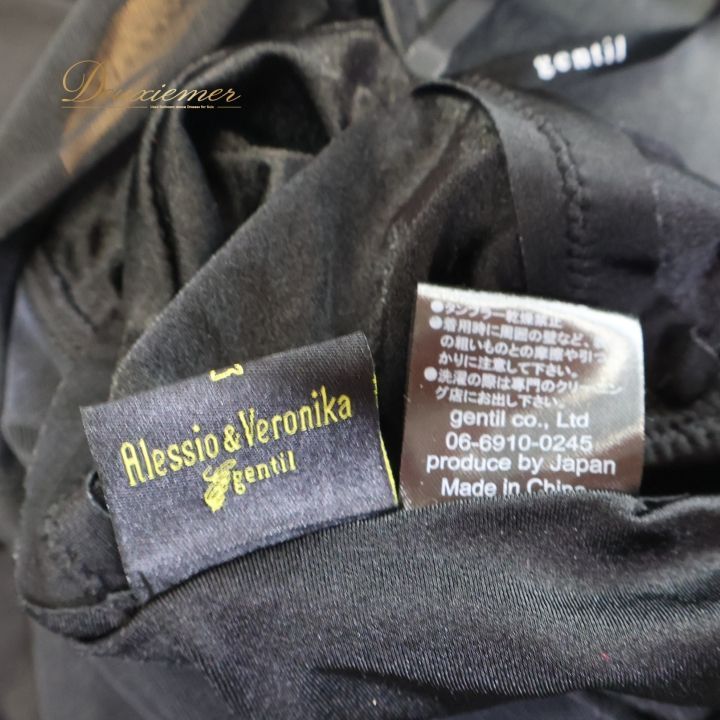 Deuxiemer
gentil
Alessio & Veronika
gentil
●タンブラー乾燥禁止
●着用時に周囲の壁など、
の粗いものとの摩擦や引っ
かりに注意して下さい。
●洗濯の際は専門のクリー
グ店にお出し下さい。
gentil co., Ltd
06-6910-0245
produce by Japan
Made in China